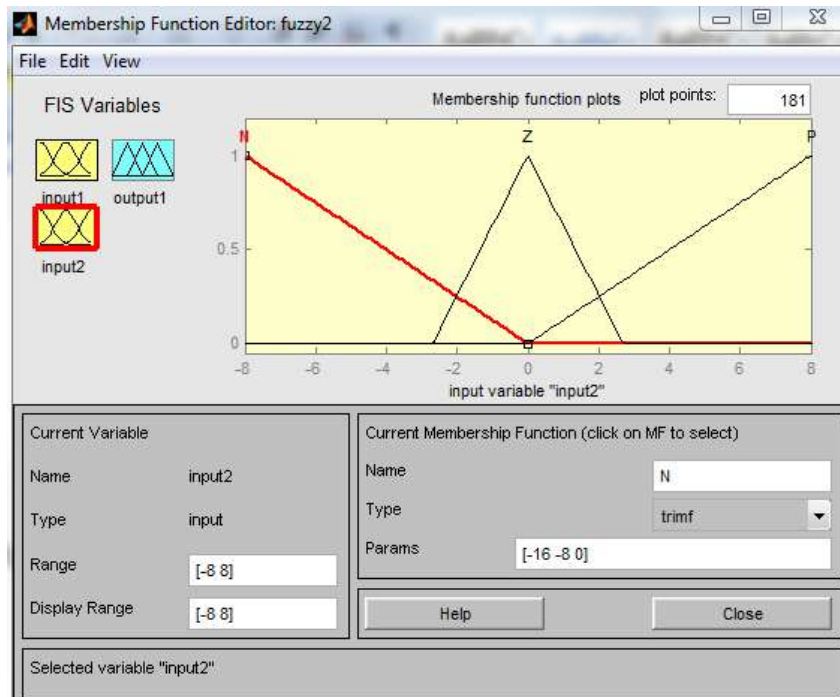 Membership Function Editor: fuzzy2
File Edit View
FIS Variables
Membership function plots plot points: 181
input1 output1
input2
N Z P
1
0.5
0
-8 -6 -4 -2 0 2 4 6 8
input variable "input2"
Current Variable
Name input2
Type input
Range [-8 8]
Display Range [-8 8]
Current Membership Function (click on MF to select)
Name N
Type trimf
Params [-16 -8 0]
Help Close
Selected variable "input2"